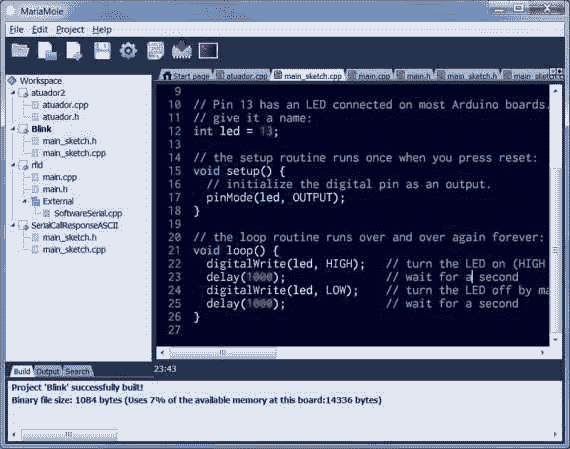 MariaMole
File Edit Project Help
Workspace
atuador2
atuador.cpp
atuador.h
Blink
main_sketch.h
main_sketch.cpp
rfid
main.cpp
main.h
External
SoftwareSerial.cpp
SerialCallResponseASCII
main_sketch.h
main_sketch.cpp
Start page atuador.cpp main_sketch.cpp main.cpp main.h main_sketch.h main_sket
9
10 // Pin 13 has an LED connected on most Arduino boards.
11 // give it a name:
12 int led = 13;
13
14 // the setup routine runs once when you press reset:
15 void setup() {
16 // initialize the digital pin as an output.
17 pinMode(led, OUTPUT);
18 }
19
20 // the loop routine runs over and over again forever:
21 void loop() {
22 digitalWrite(led, HIGH); // turn the LED on (HIGH
23 delay(1000); // wait for a second
24 digitalWrite(led, LOW); // turn the LED off by ma
25 delay(1000); // wait for a second
26 }
27
23:43
Build Output Search
Project 'Blink' successfully built!
Binary file size: 1084 bytes (Uses 7% of the available memory at this board:14336 bytes)